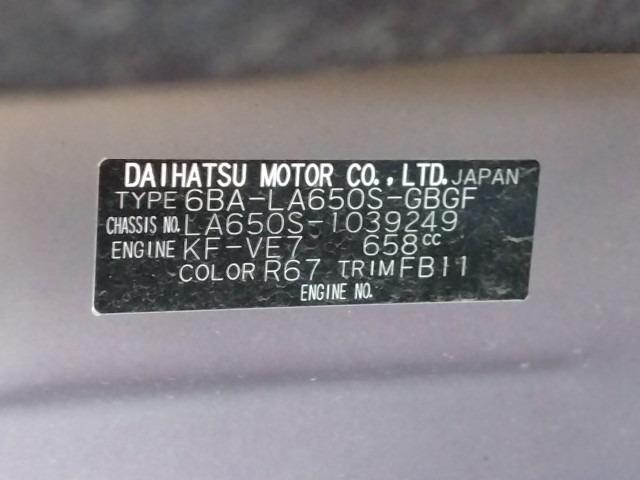 DAIHATSU MOTOR CO., LTD. JAPAN
TYPE 6BA-LA650S-GBGF
CHASSIS NO. LA650S-1039249
ENGINE KF-VE7 658cc
COLOR R67 TRIM FB11
ENGINE NO.